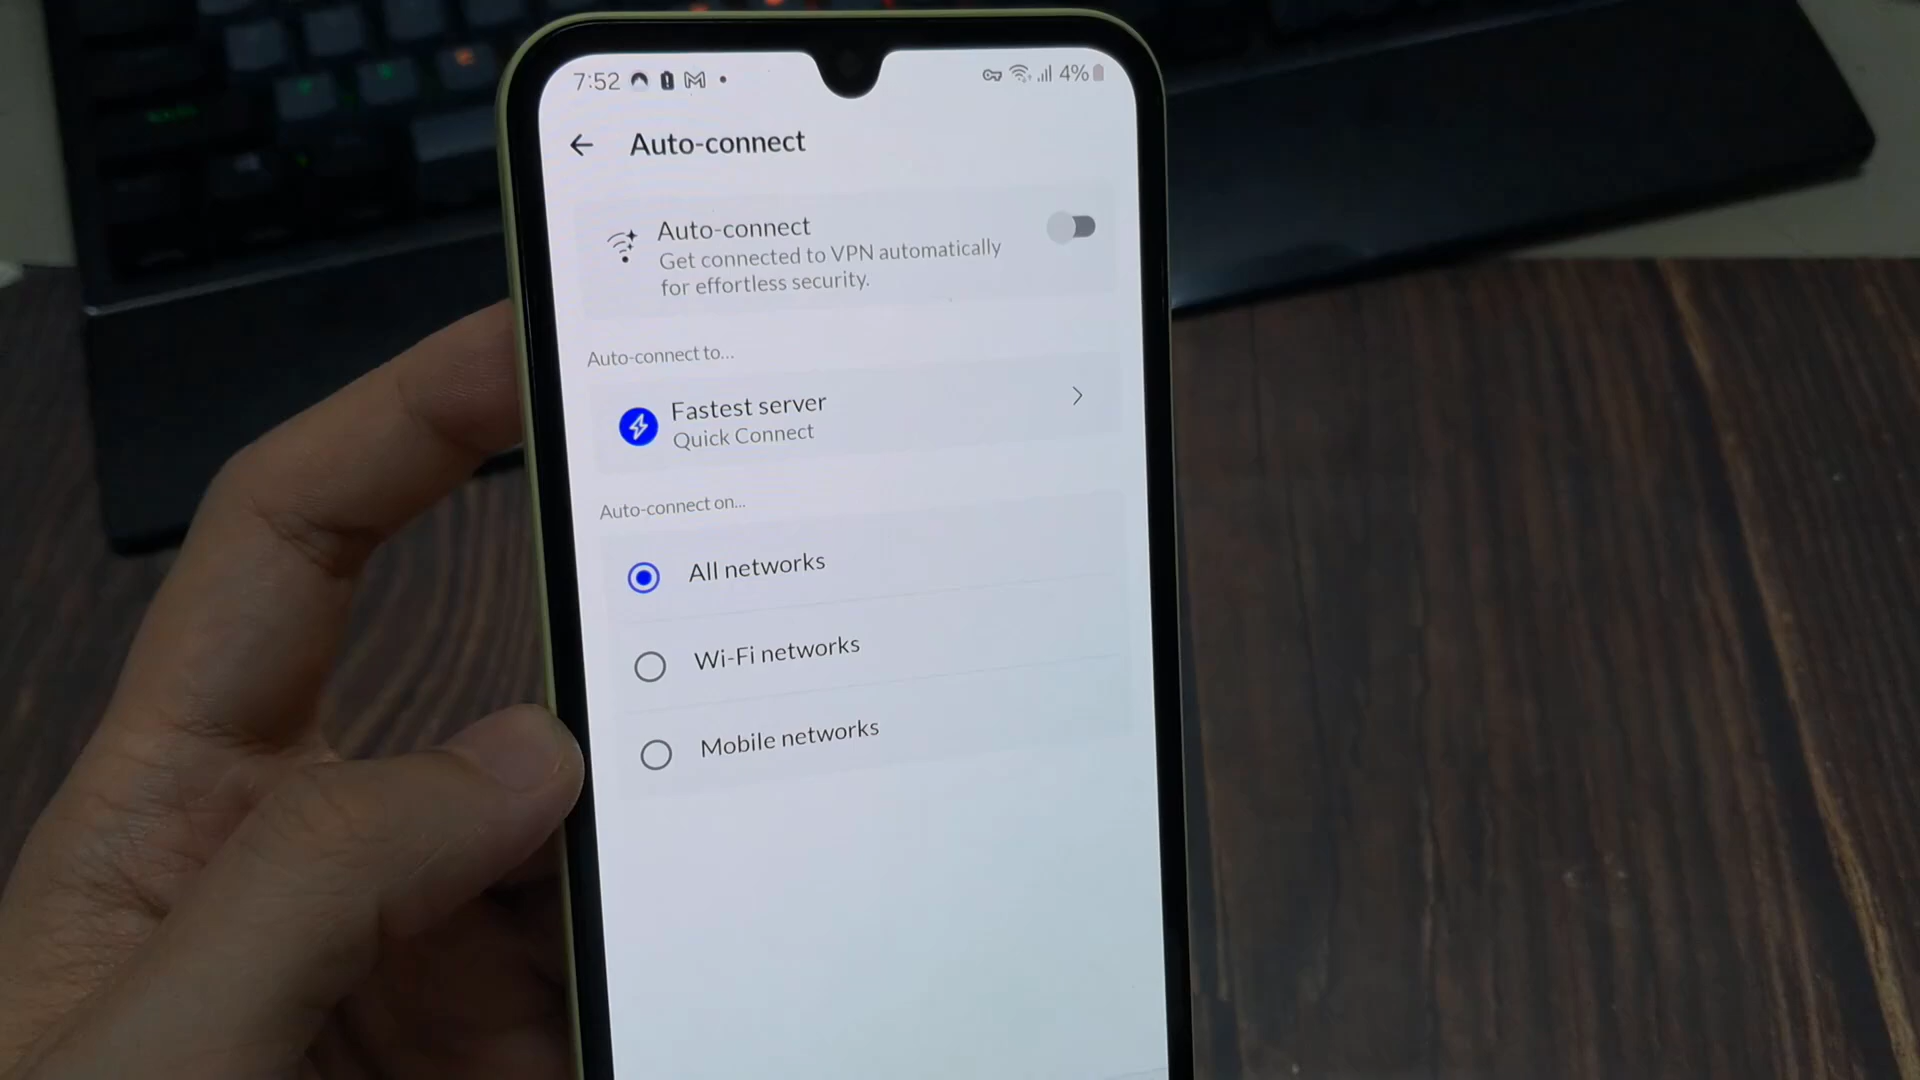 7:52
4%
Auto-connect
Auto-connect
Get connected to VPN automatically
for effortless security.
Auto-connect to...
Fastest server
Quick Connect
Auto-connect on...
All networks
Wi-Fi networks
Mobile networks